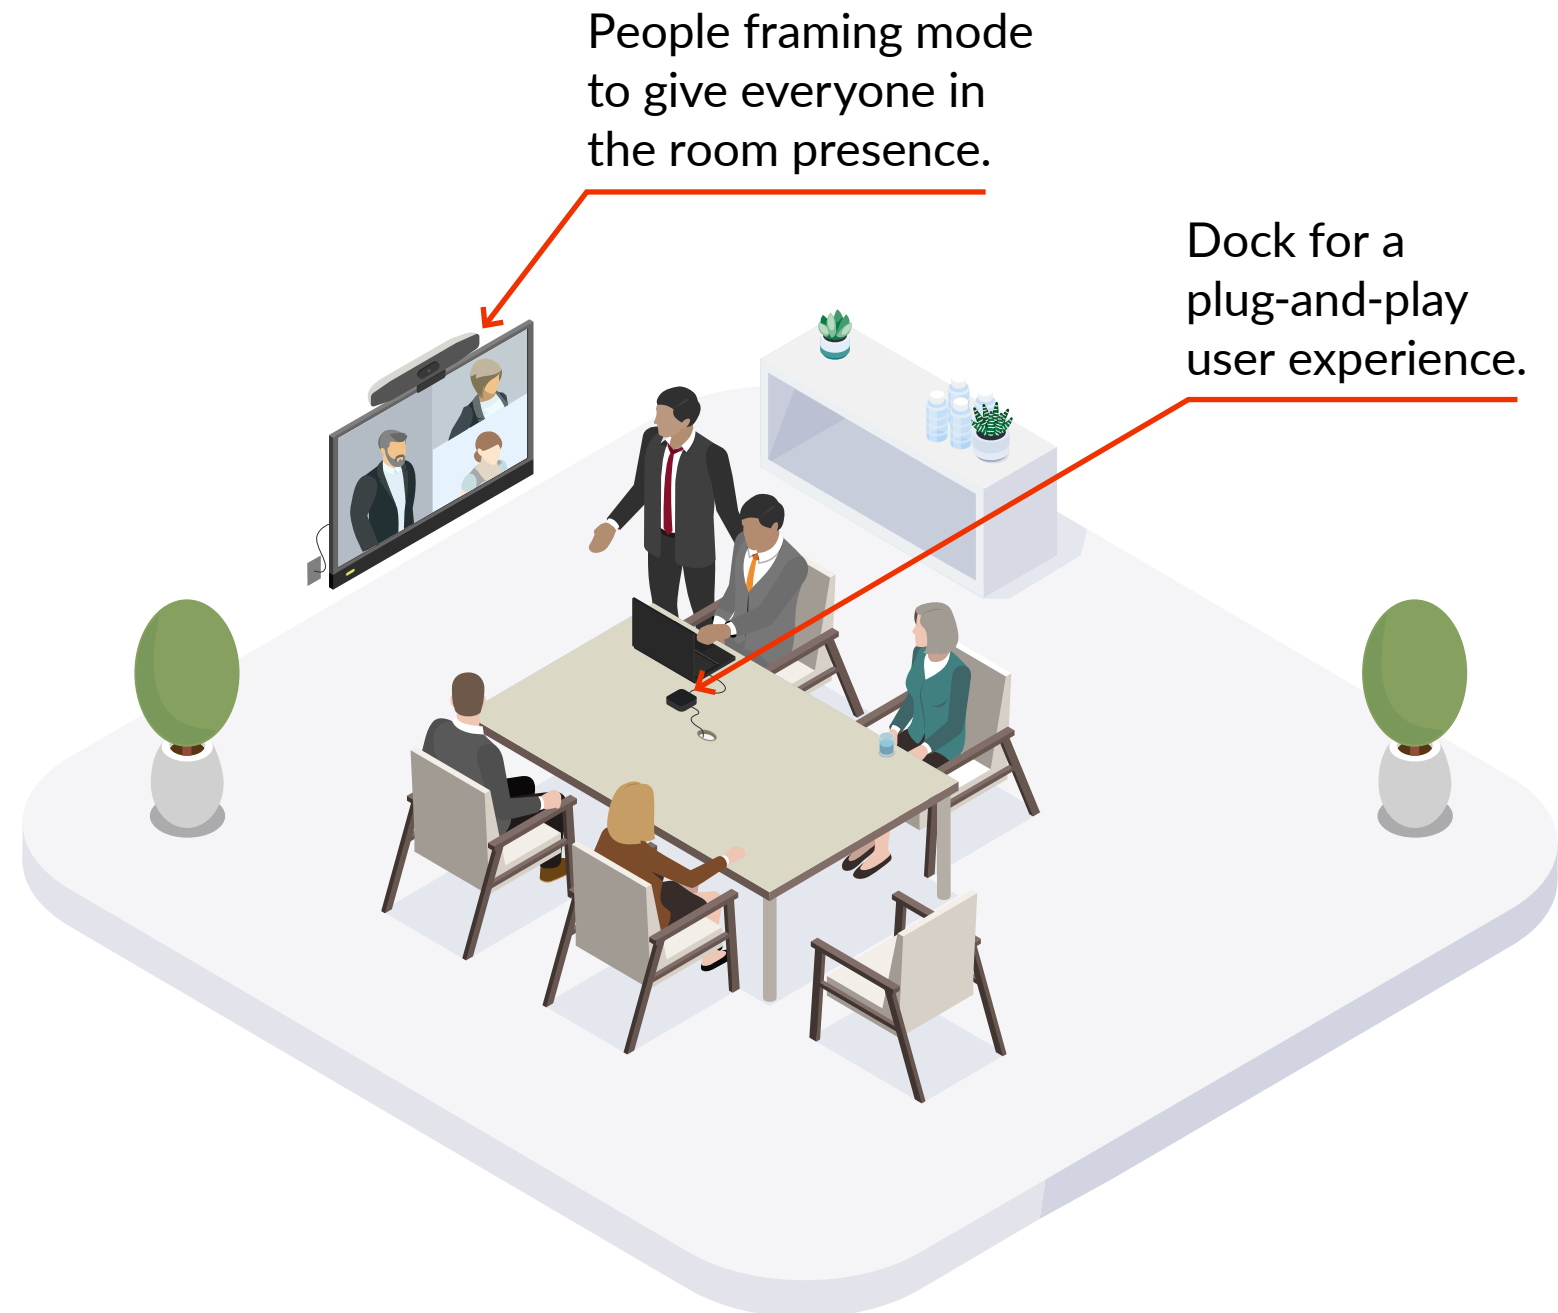 People framing mode
to give everyone in
the room presence.
Dock for a
plug-and-play
user experience.